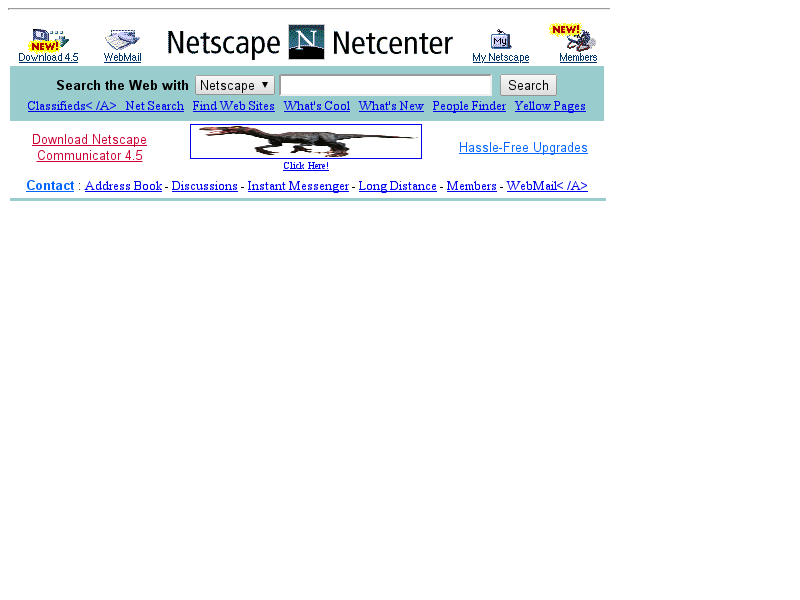 NEW!
Download 4.5
WebMail
Netscape N Netcenter
My
My Netscape
NEW!
Members
Search the Web with Netscape ▼ Search
Classifieds< /A> Net Search Find Web Sites What's Cool What's New People Finder Yellow Pages
Download Netscape
Communicator 4.5
Click Here!
Hassle-Free Upgrades
Contact : Address Book - Discussions - Instant Messenger - Long Distance - Members - WebMail< /A>